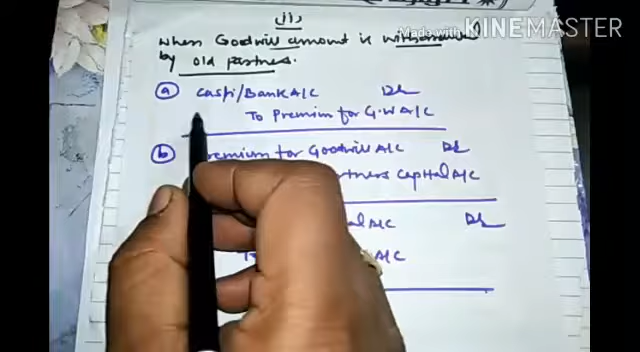 When Goodwill amount is withdrawn
by old partners.
Made with KINEMASTER
(a) Cash/Bank A/C Dr
To Premium for G.W A/C
(b) Premium for Goodwill A/C Dr
Partners Capital A/C
A/C Dr
A/C